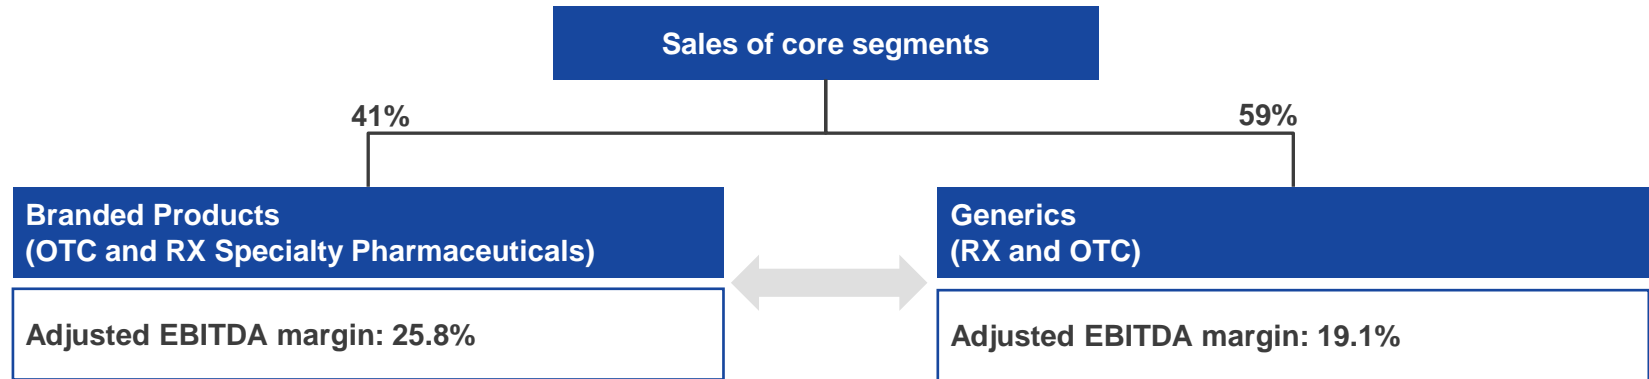 Sales of core segments
41%
59%
Branded Products
(OTC and RX Specialty Pharmaceuticals)
Adjusted EBITDA margin: 25.8%
Generics
(RX and OTC)
Adjusted EBITDA margin: 19.1%